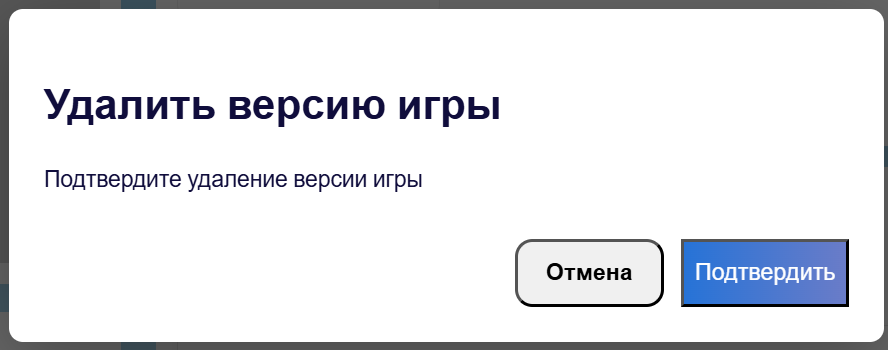 Удалить версию игры
Подтвердите удаление версии игры
Отмена
Подтвердить